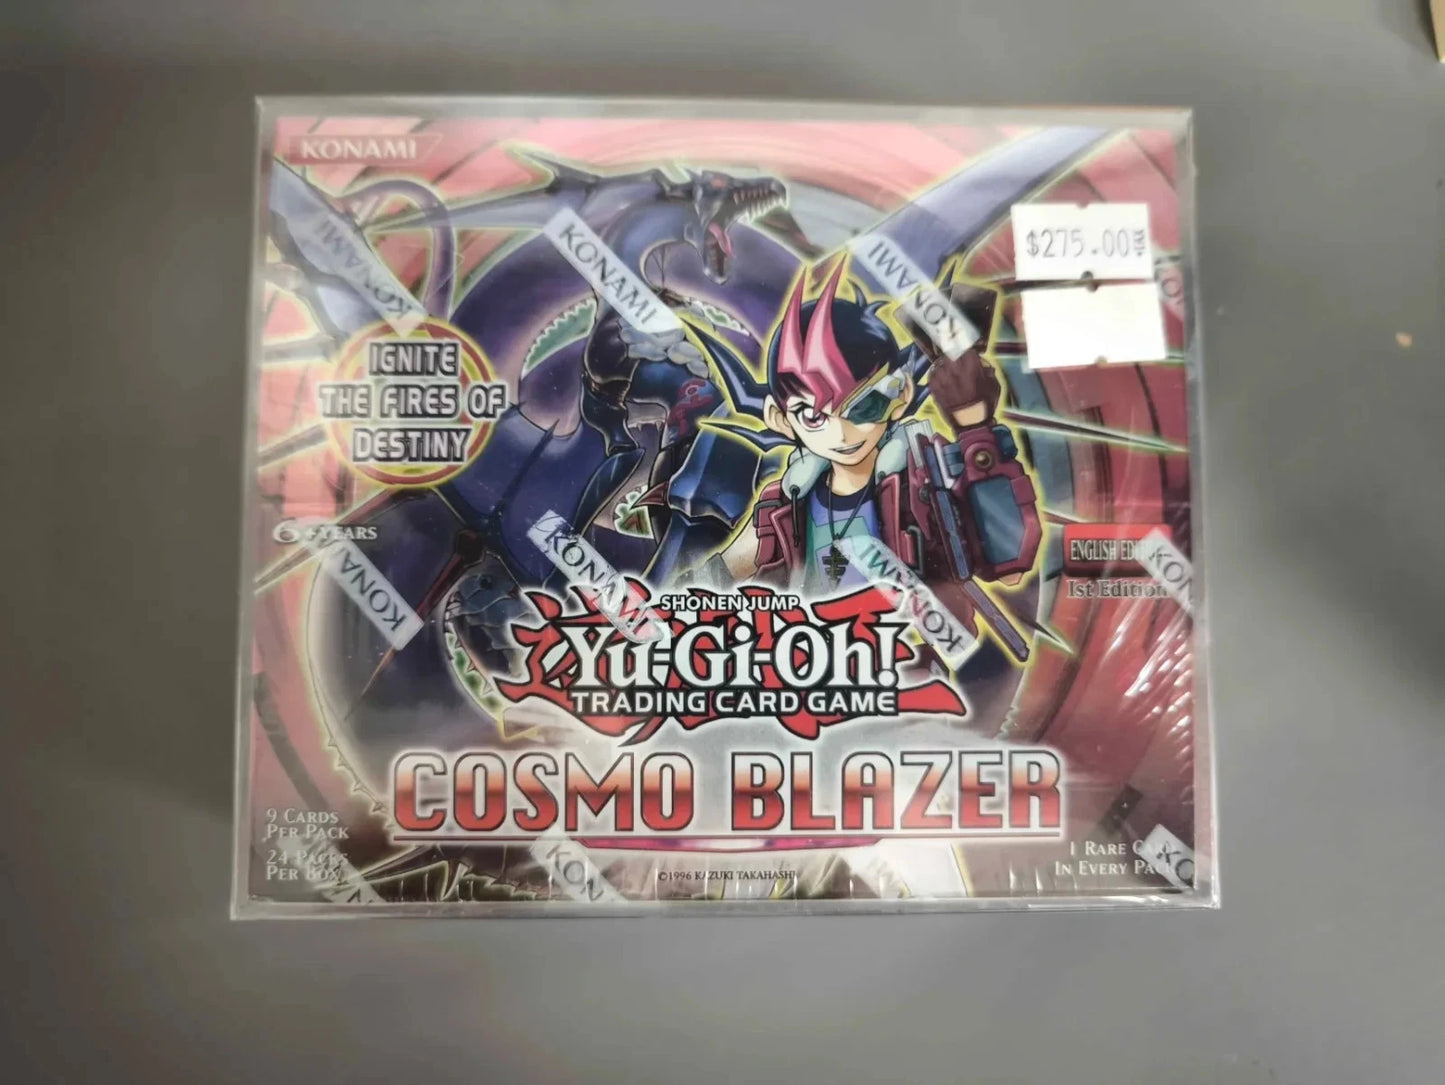 KONAMI
$275.00
KONAMI
KONAMI
KONAMI
IGNITE
THE FIRES OF
DESTINY
6+ YEARS
ENGLISH
1st Edition
KONAMI
KONAMI
SHONEN JUMP
Yu-Gi-Oh!
TRADING CARD GAME
COSMO BLAZER
9 CARDS
PER PACK
24 PACKS
PER BOX
1 RARE CARD
IN EVERY PACK
©1996 KAZUKI TAKAHASHI